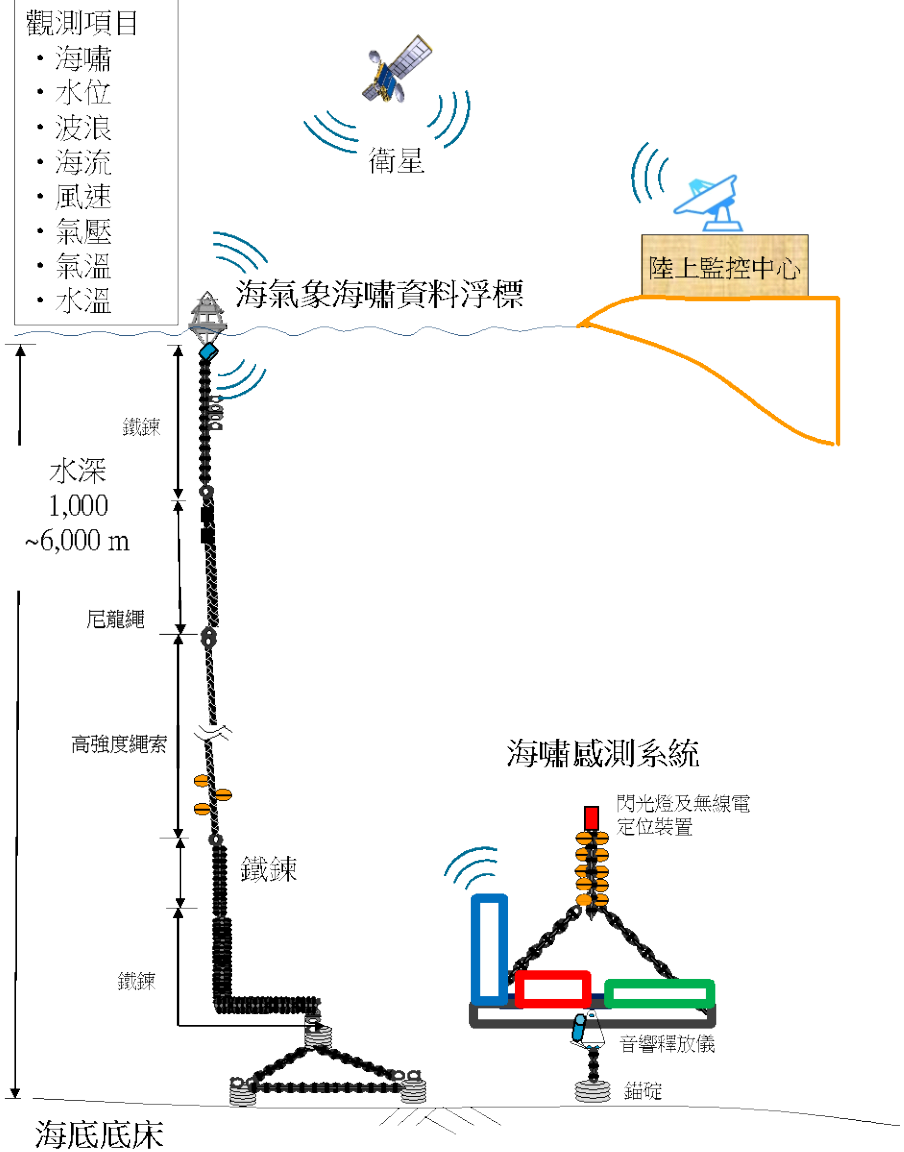 觀測項目
・海嘯
・水位
・波浪
・海流
・風速
・氣壓
・氣溫
・水溫
衛星
陸上監控中心
海氣象海嘯資料浮標
鐵鍊
水深
1,000
~6,000 m
尼龍繩
高強度繩索
海嘯感測系統
閃光燈及無線電
定位裝置
鐵鍊
鐵鍊
音響釋放儀
錨碇
海底底床